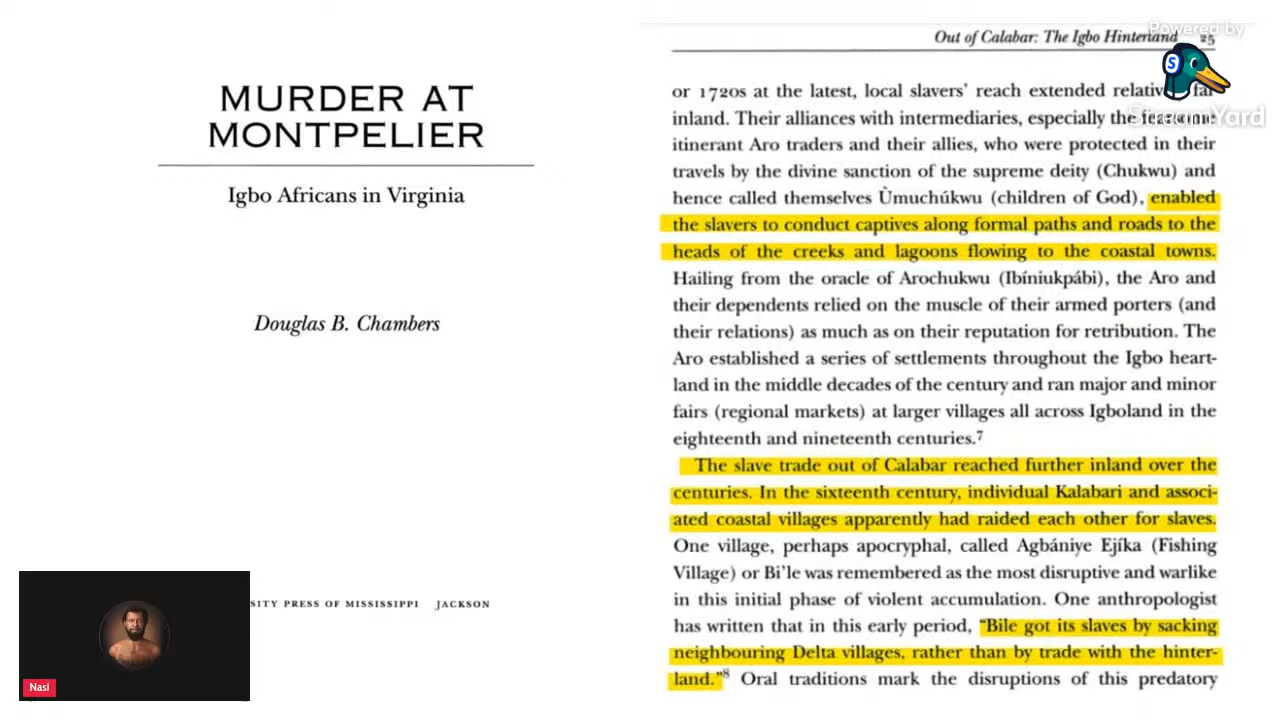 MURDER AT
MONTPELIER
Igbo Africans in Virginia
Douglas B. Chambers
SITY PRESS OF MISSISSIPPI JACKSON
Nasi
Powered by
StreamYard
S
Out of Calabar: The Igbo Hinterland 25
or 1720s at the latest, local slavers' reach extended far
inland. Their alliances with intermediaries, especially the fearsome
itinerant Aro traders and their allies, who were protected in their
travels by the divine sanction of the supreme deity (Chukwu) and
hence called themselves Ùmuchúkwu (children of God), enabled
the slavers to conduct captives along formal paths and roads to the
heads of the creeks and lagoons flowing to the coastal towns.
Hailing from the oracle of Arochukwu (Ibíniukpábi), the Aro and
their dependents relied on the muscle of their armed porters (and
their relations) as much as on their reputation for retribution. The
Aro established a series of settlements throughout the Igbo heart-
land in the middle decades of the century and ran major and minor
fairs (regional markets) at larger villages all across Igboland in the
eighteenth and nineteenth centuries.7
The slave trade out of Calabar reached further inland over the
centuries. In the sixteenth century, individual Kalabari and associ-
ated coastal villages apparently had raided each other for slaves.
One village, perhaps apocryphal, called Agbániye Ejíka (Fishing
Village) or Bi'le was remembered as the most disruptive and warlike
in this initial phase of violent accumulation. One anthropologist
has written that in this early period, "Bile got its slaves by sacking
neighbouring Delta villages, rather than by trade with the hinter-
land."8 Oral traditions mark the disruptions of this predatory